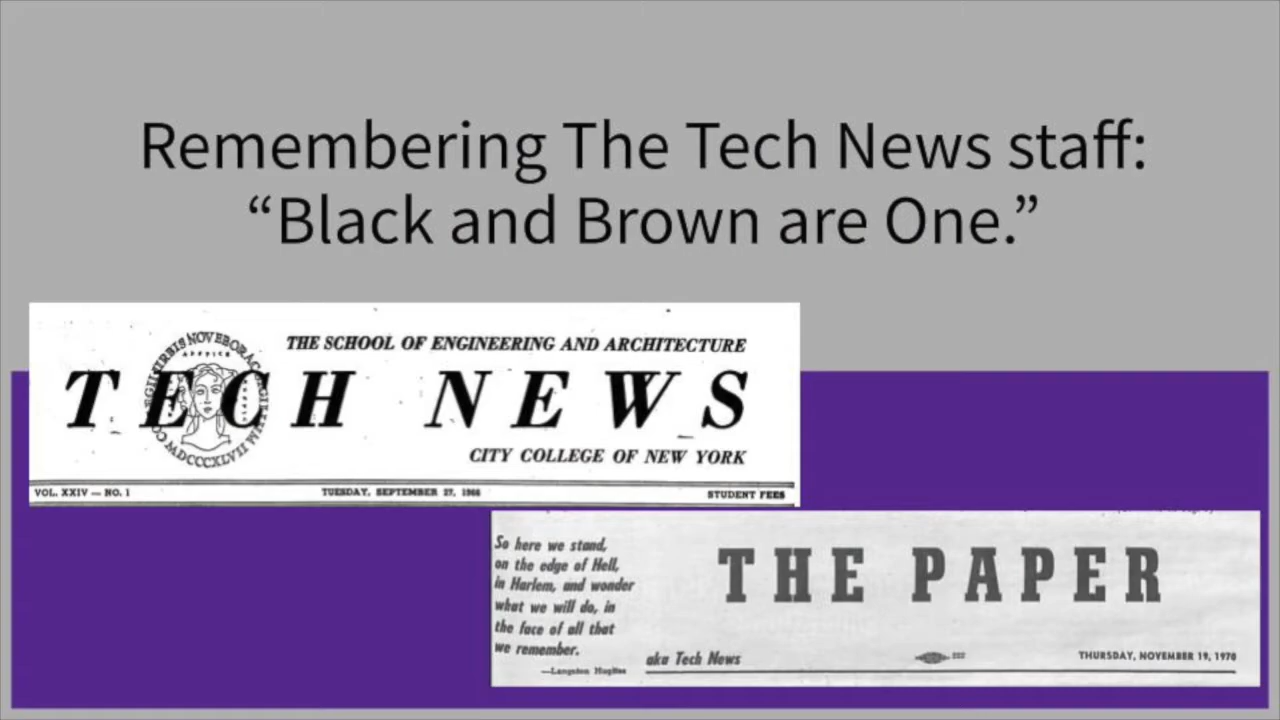 Remembering The Tech News staff:
“Black and Brown are One.”
THE SCHOOL OF ENGINEERING AND ARCHITECTURE
TECH NEWS
CITY COLLEGE OF NEW YORK
VOL. XXIV — NO. 1 TUESDAY, SEPTEMBER 27, 1966 STUDENT FEES
So here we stand,
on the edge of Hell,
in Harlem, and wonder
what we will do, in
the face of all that
we remember.
—Langston Hughes
THE PAPER
aka Tech News
THURSDAY, NOVEMBER 19, 1970